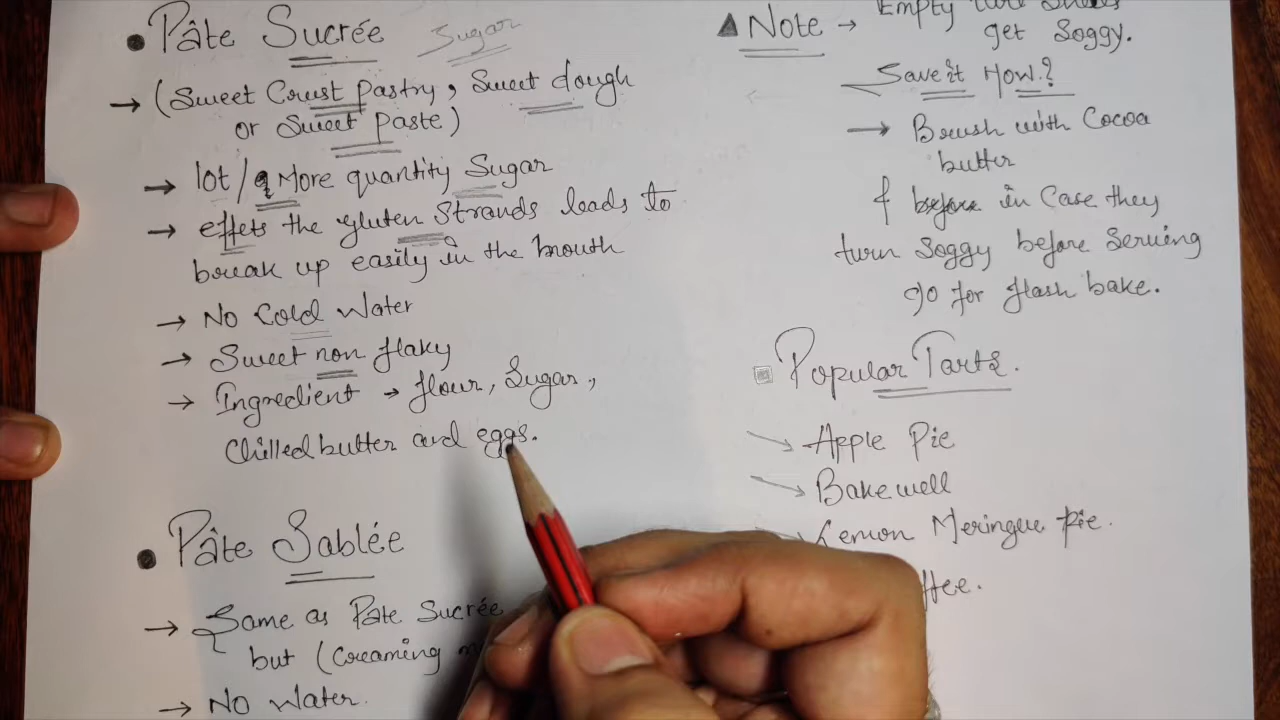 Pâte Sucrée Sugar
→ (Sweet Crust Pastry, Sweet dough
or Sweet paste)
→ lot/ More quantity Sugar
→ effets the gluten Strands leads to
break up easily in the mouth
→ No Cold Water
→ Sweet non flaky
→ Ingredient → flour, Sugar,
Chilled butter and eggs.
Pâte Sablée
→ Same as Pâte Sucrée
but (Creaming
→ No Water.
Note → Empty
get Soggy.
Save it How?
→ Brush with Cocoa
butter
& before in Case they
turn Soggy before Serving
go for flash bake.
Popular Tarts.
→ Apple Pie
→ Bakewell
Lemon Meringue Pie.
ffee.